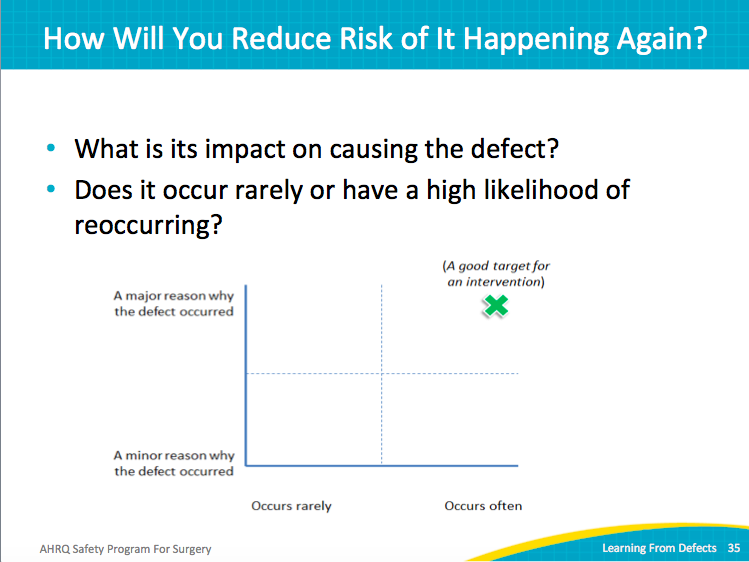 How Will You Reduce Risk of It Happening Again?
• What is its impact on causing the defect?
• Does it occur rarely or have a high likelihood of
reoccurring?
(A good target for
an intervention)
A major reason why
the defect occurred
A minor reason why
the defect occurred
Occurs rarely
Occurs often
AHRQ Safety Program For Surgery
Learning From Defects 35